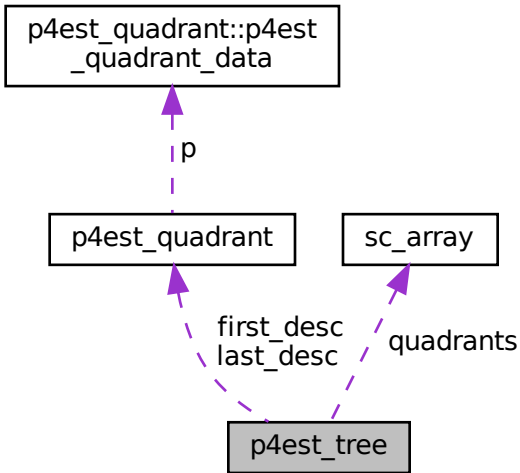 p4est_quadrant::p4est
_quadrant_data
p
p4est_quadrant
sc_array
first_desc
last_desc
quadrants
p4est_tree